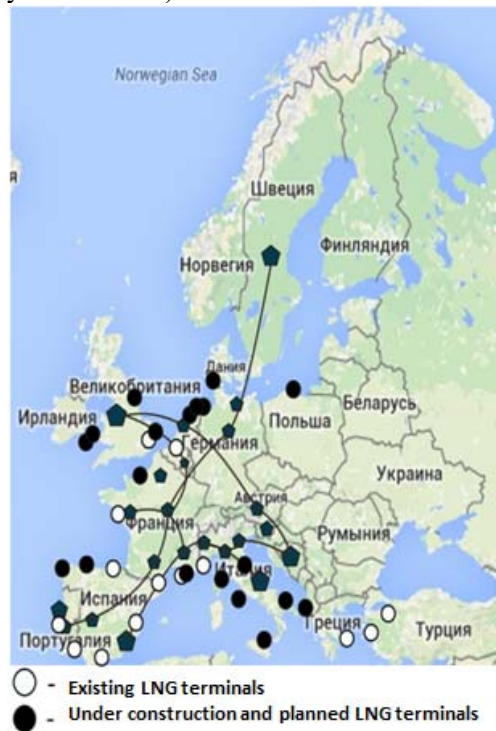 Norwegian Sea
я
Швеция
Финляндия
Норвегия
Дания
Великобритания
Ирландия
Польша
Беларусь
Германия
Украина
Австрия
Франция
Румыния
Италия
Испания
Португалия
Греция
Турция
- Existing LNG terminals
- Under construction and planned LNG terminals